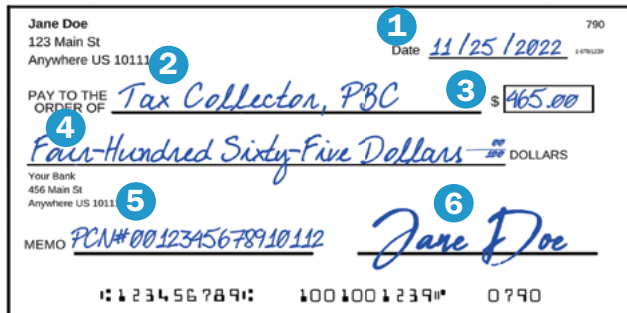 Jane Doe 790
123 Main St 1 Date 11/25/2022
Anywhere US 10111
2
PAY TO THE ORDER OF Tax Collector, PBC 3 $ 465.00
4
Four-Hundred Sixty-Five Dollars 00/100 DOLLARS
Your Bank
456 Main St
Anywhere US 1011
5 6
MEMO PCN#0012345678910112 Jane Doe
⑆123456789⑆ 1001001239⑈ 0790